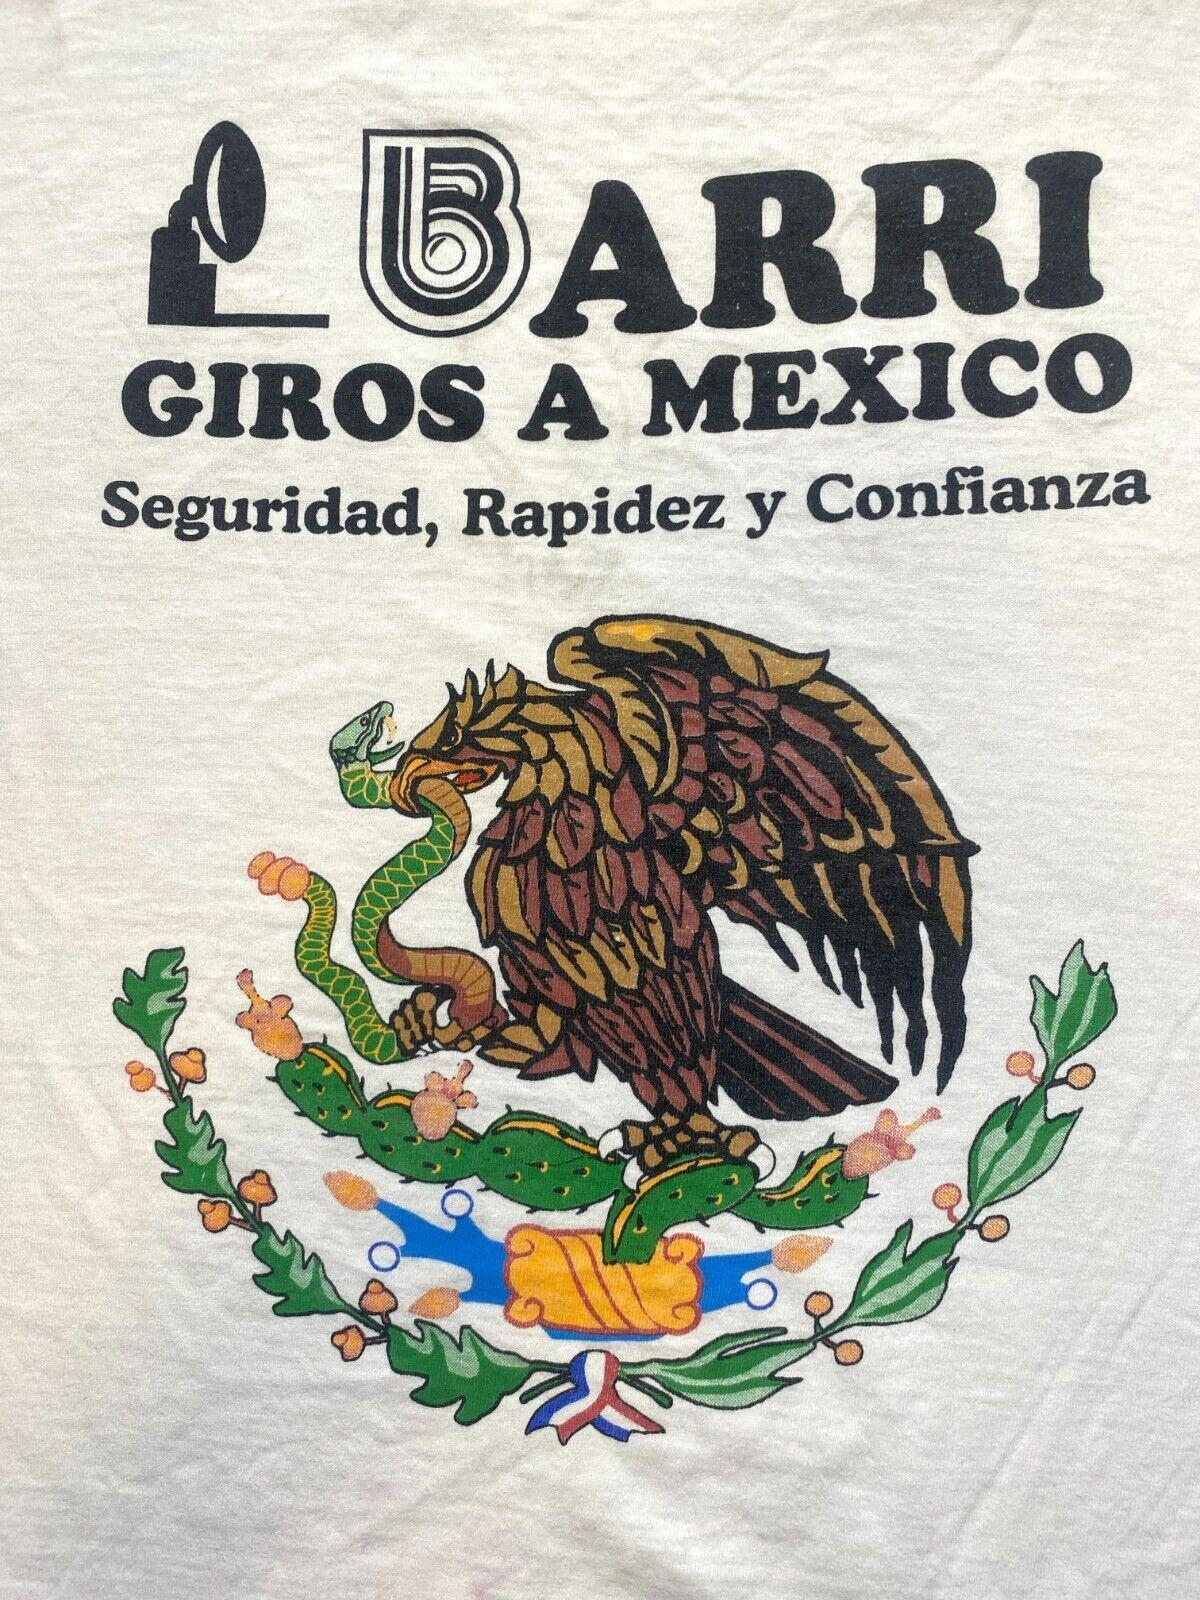 BARRI
GIROS A MEXICO
Seguridad, Rapidez y Confianza